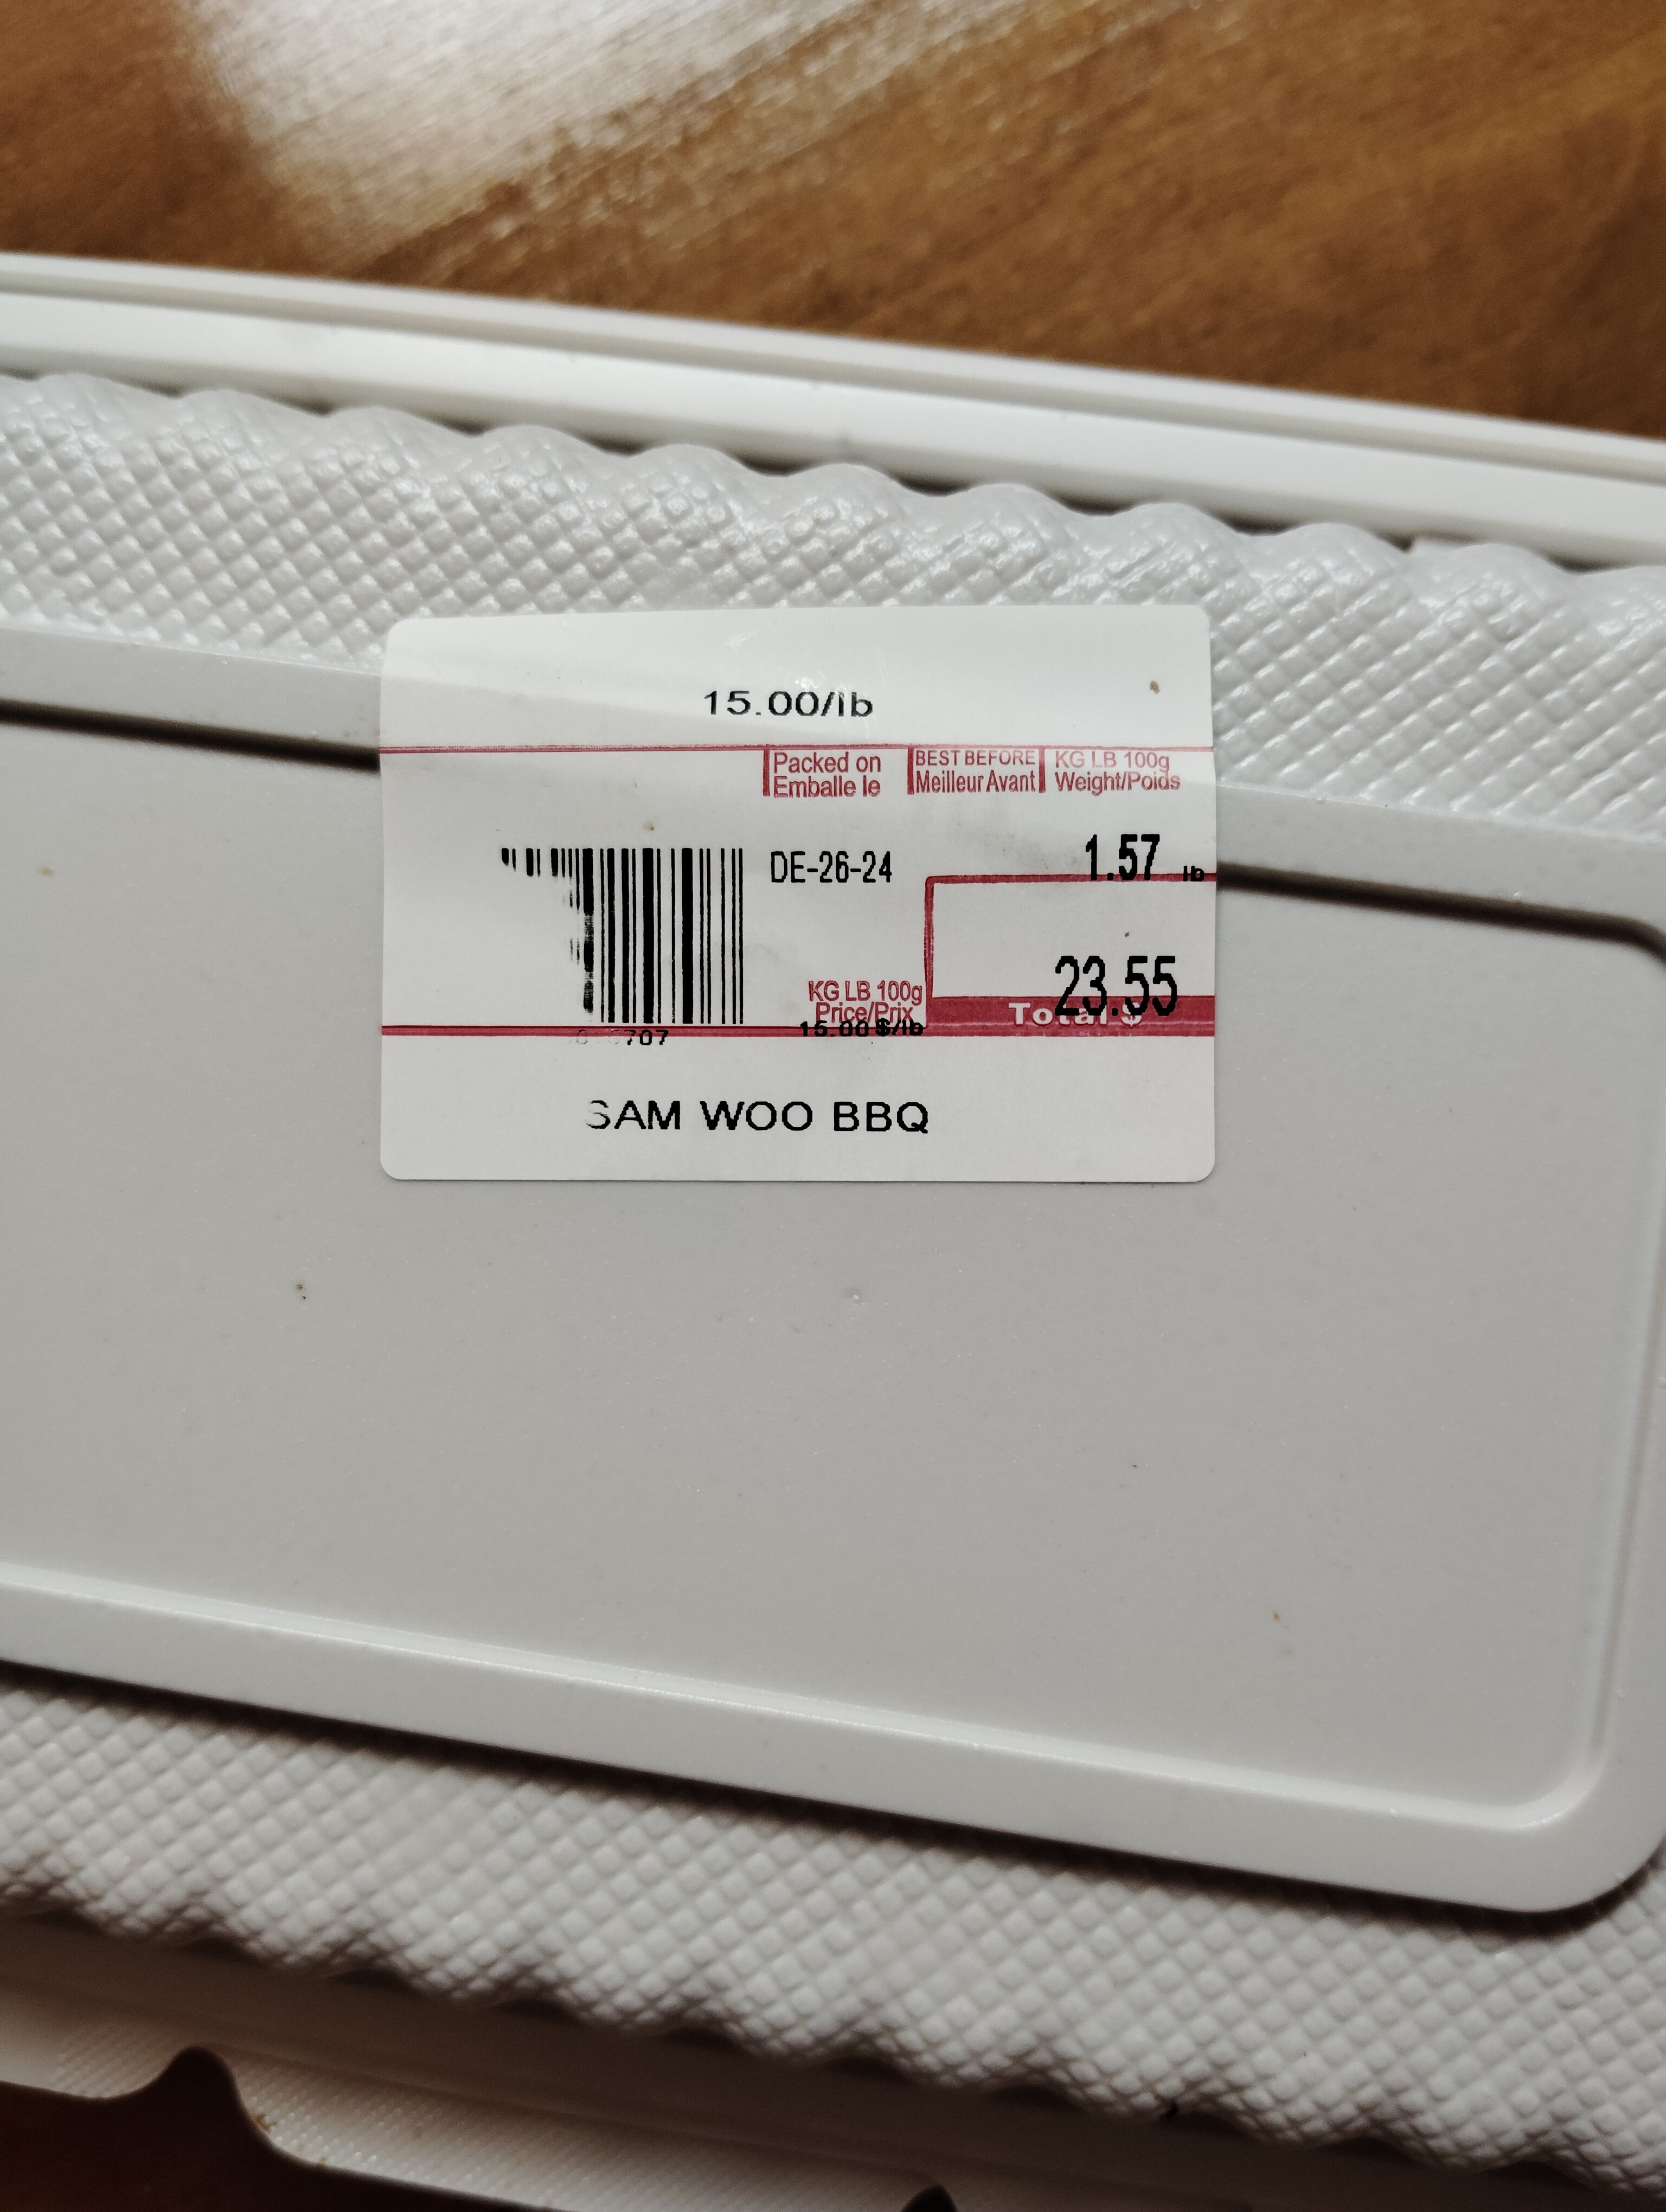 15.00/lb
Packed on
Emballe le
BEST BEFORE
Meilleur Avant
KG LB 100g
Weight/Poids
DE-26-24
1.57 lb
KG LB 100g
Price/Prix
15.00 $/lb
23.55
Total $
707
SAM WOO BBQ